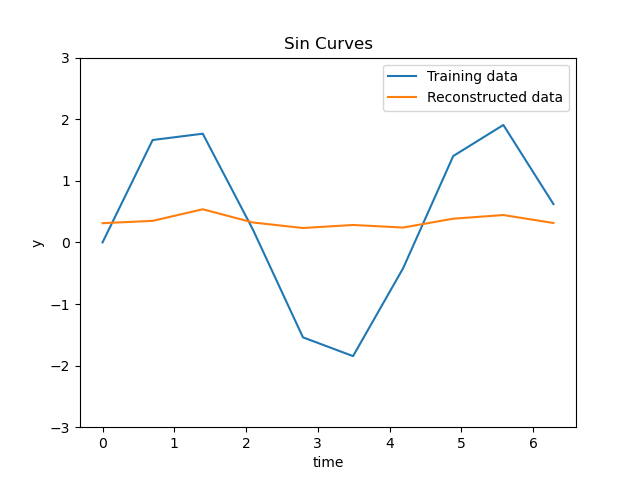 Sin Curves
Training data
Reconstructed data
3
2
1
0
−1
−2
−3
y
0 1 2 3 4 5 6
time